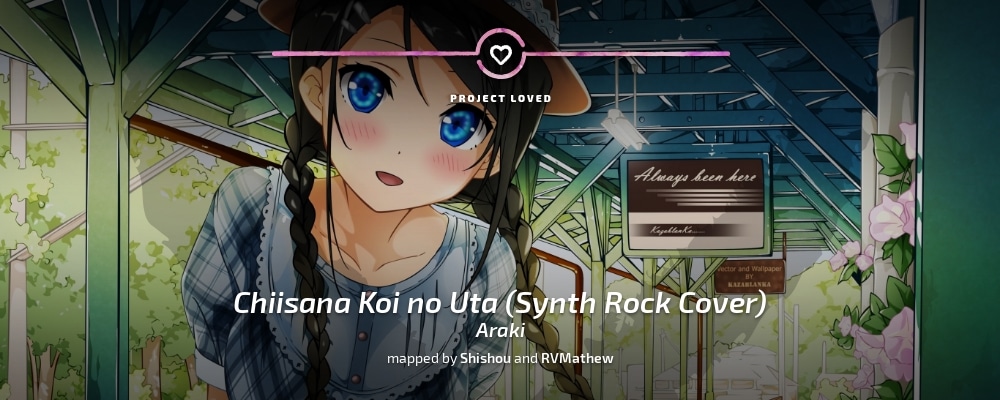 PROJECT LOVED
Always been here
Kazablanka......
Vector and Wallpaper
BY
KAZABLANKA
Chiisana Koi no Uta (Synth Rock Cover)
Araki
mapped by Shishou and RVMathew